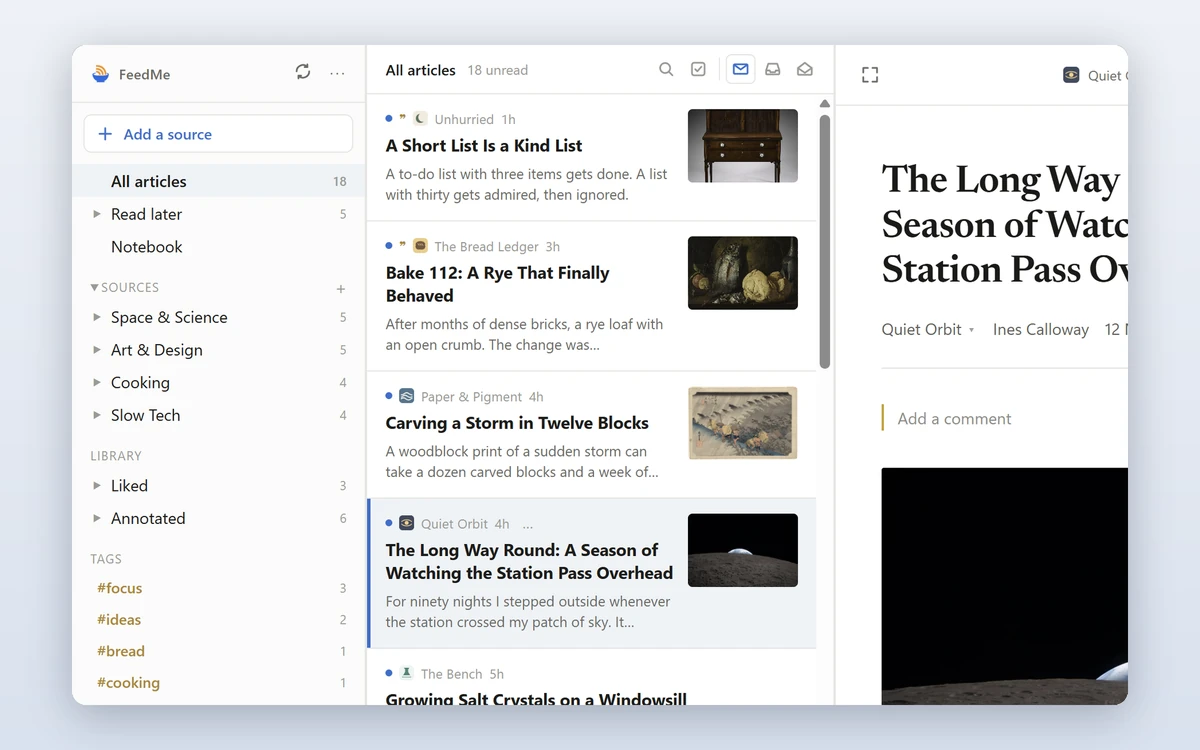 FeedMe
...
Add a source
All articles 18
Read later 5
Notebook
SOURCES +
Space & Science 5
Art & Design 5
Cooking 4
Slow Tech 4
LIBRARY
Liked 3
Annotated 6
TAGS
#focus 3
#ideas 2
#bread 1
#cooking 1
All articles 18 unread
Unhurried 1h
A Short List Is a Kind List
A to-do list with three items gets done. A list
with thirty gets admired, then ignored.
The Bread Ledger 3h
Bake 112: A Rye That Finally
Behaved
After months of dense bricks, a rye loaf with
an open crumb. The change was...
Paper & Pigment 4h
Carving a Storm in Twelve Blocks
A woodblock print of a sudden storm can
take a dozen carved blocks and a week of...
Quiet Orbit 4h ...
The Long Way Round: A Season of
Watching the Station Pass Overhead
For ninety nights I stepped outside whenever
the station crossed my patch of sky. It...
The Bench 5h
Growing Salt Crystals on a Windowsill
Quiet
The Long Way
Season of Watc
Station Pass Ov
Quiet Orbit Ines Calloway 12
Add a comment